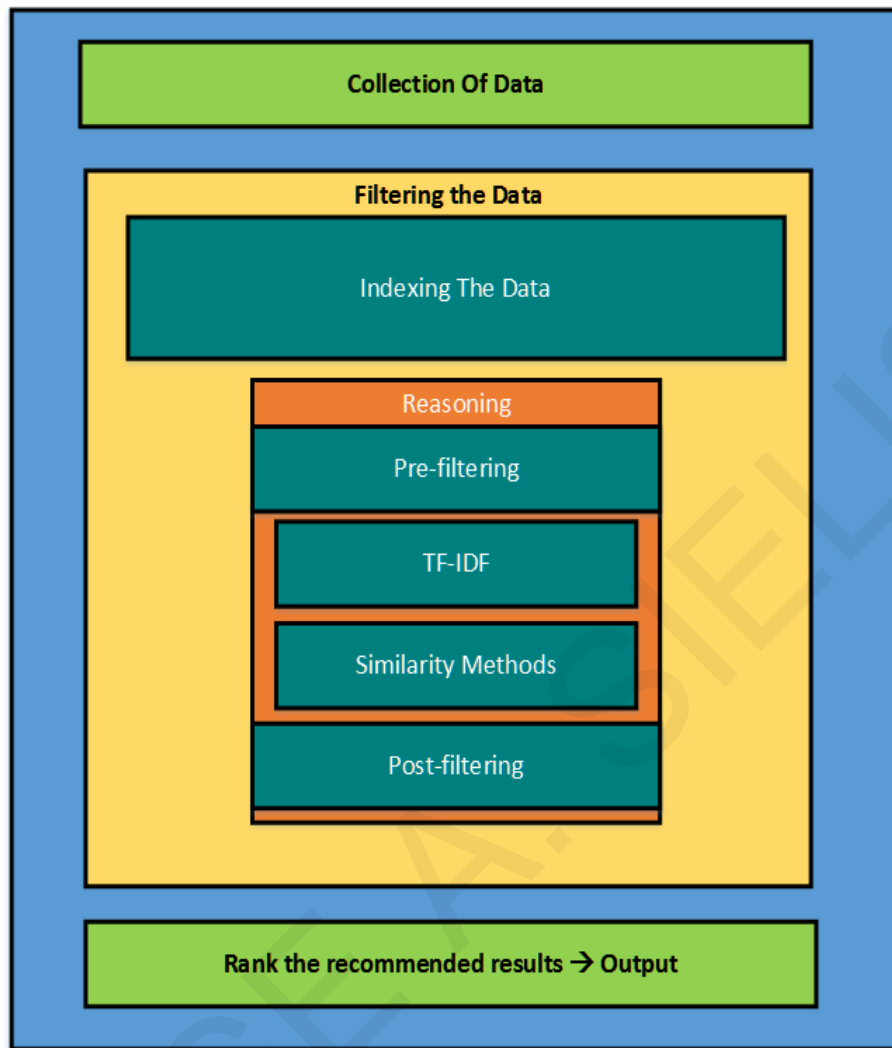 Collection Of Data
Filtering the Data
Indexing The Data
Reasoning
Pre-filtering
TF-IDF
Similarity Methods
Post-filtering
Rank the recommended results → Output